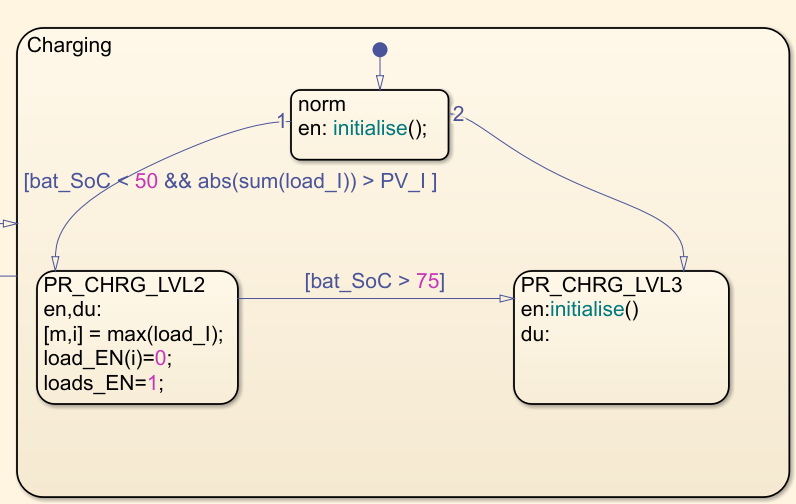 Charging
norm
en: initialise();
1
2
[bat_SoC < 50 && abs(sum(load_I)) > PV_I ]
PR_CHRG_LVL2
en,du:
[m,i] = max(load_I);
load_EN(i)=0;
loads_EN=1;
[bat_SoC > 75]
PR_CHRG_LVL3
en:initialise()
du: